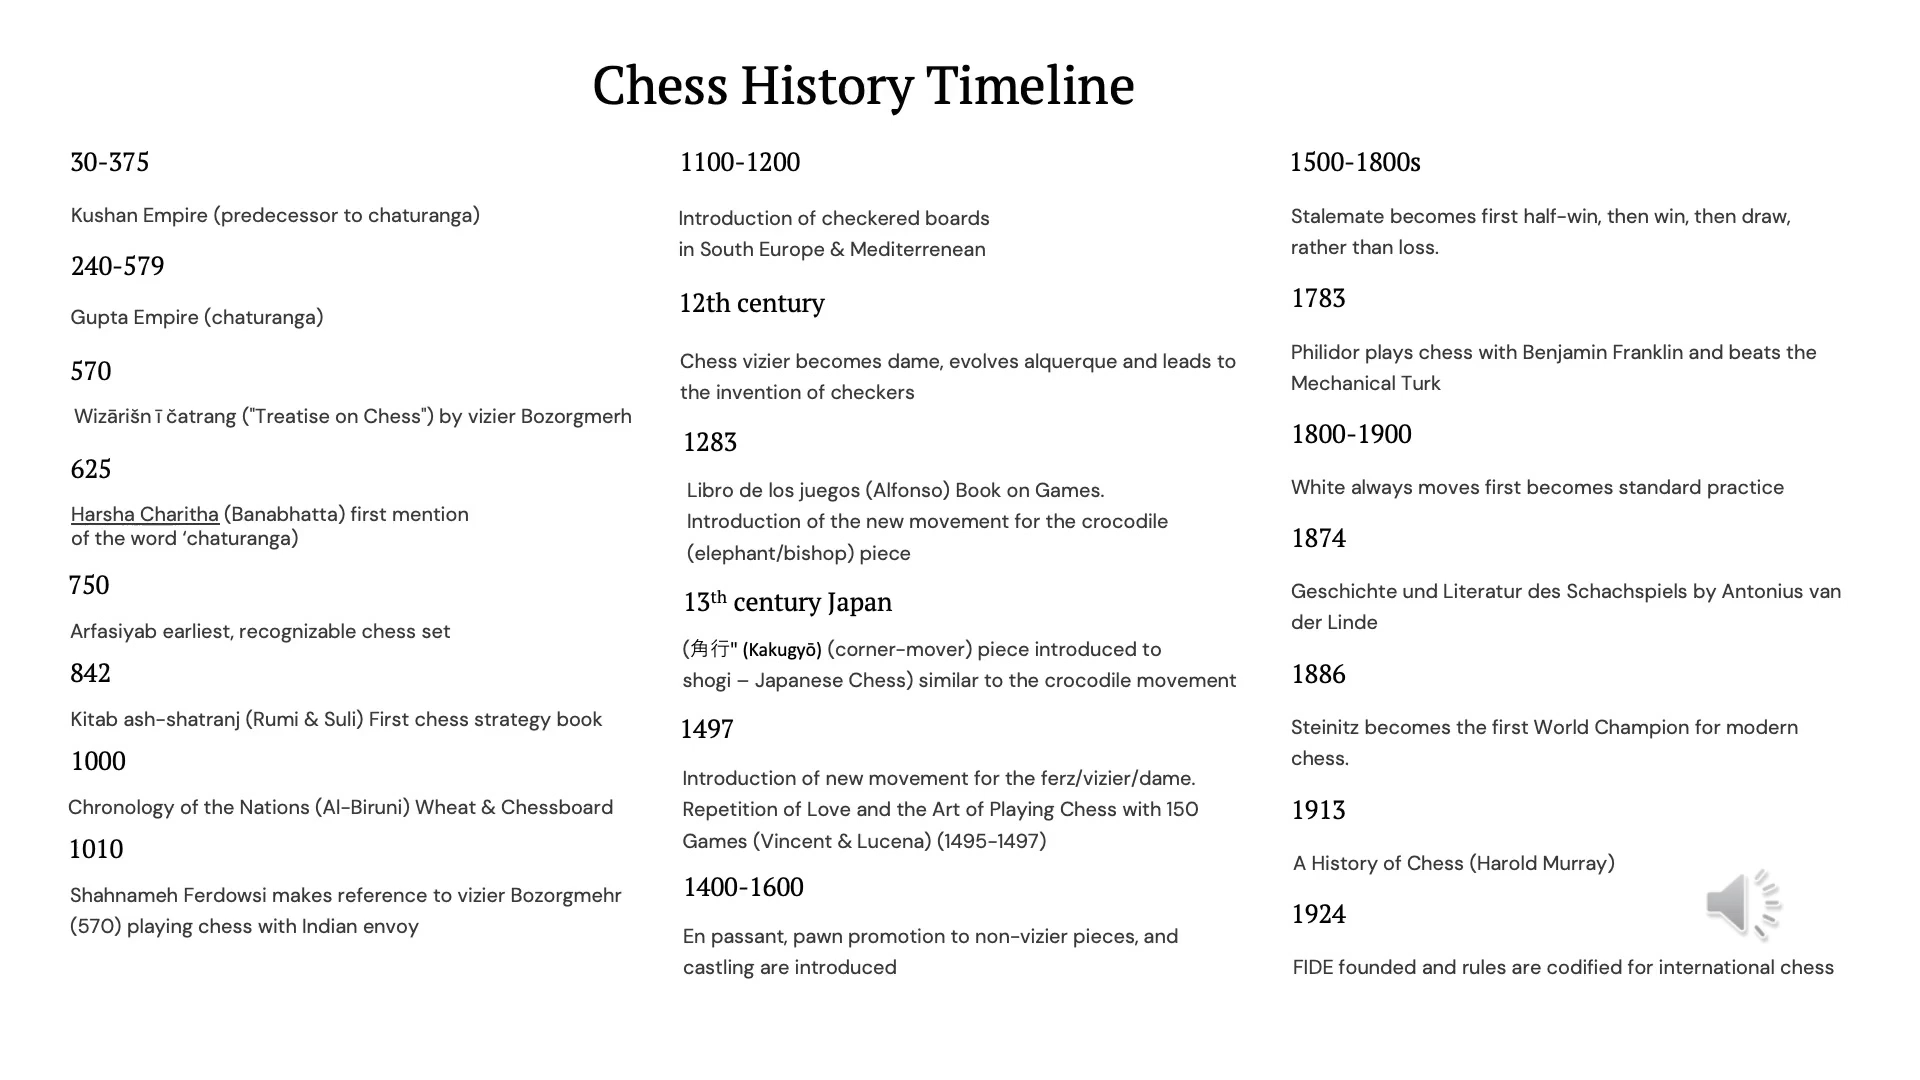 Chess History Timeline
30-375
Kushan Empire (predecessor to chaturanga)
240-579
Gupta Empire (chaturanga)
570
Wizārišn ī čatrang ("Treatise on Chess") by vizier Bozorgmerh
625
Harsha Charitha (Banabhatta) first mention
of the word ‘chaturanga)
750
Arfasiyab earliest, recognizable chess set
842
Kitab ash-shatranj (Rumi & Suli) First chess strategy book
1000
Chronology of the Nations (Al-Biruni) Wheat & Chessboard
1010
Shahnameh Ferdowsi makes reference to vizier Bozorgmehr
(570) playing chess with Indian envoy
1100-1200
Introduction of checkered boards
in South Europe & Mediterrenean
12th century
Chess vizier becomes dame, evolves alquerque and leads to
the invention of checkers
1283
Libro de los juegos (Alfonso) Book on Games.
Introduction of the new movement for the crocodile
(elephant/bishop) piece
13th century Japan
(角行" (Kakugyō) (corner-mover) piece introduced to
shogi – Japanese Chess) similar to the crocodile movement
1497
Introduction of new movement for the ferz/vizier/dame.
Repetition of Love and the Art of Playing Chess with 150
Games (Vincent & Lucena) (1495-1497)
1400-1600
En passant, pawn promotion to non-vizier pieces, and
castling are introduced
1500-1800s
Stalemate becomes first half-win, then win, then draw,
rather than loss.
1783
Philidor plays chess with Benjamin Franklin and beats the
Mechanical Turk
1800-1900
White always moves first becomes standard practice
1874
Geschichte und Literatur des Schachspiels by Antonius van
der Linde
1886
Steinitz becomes the first World Champion for modern
chess.
1913
A History of Chess (Harold Murray)
1924
FIDE founded and rules are codified for international chess